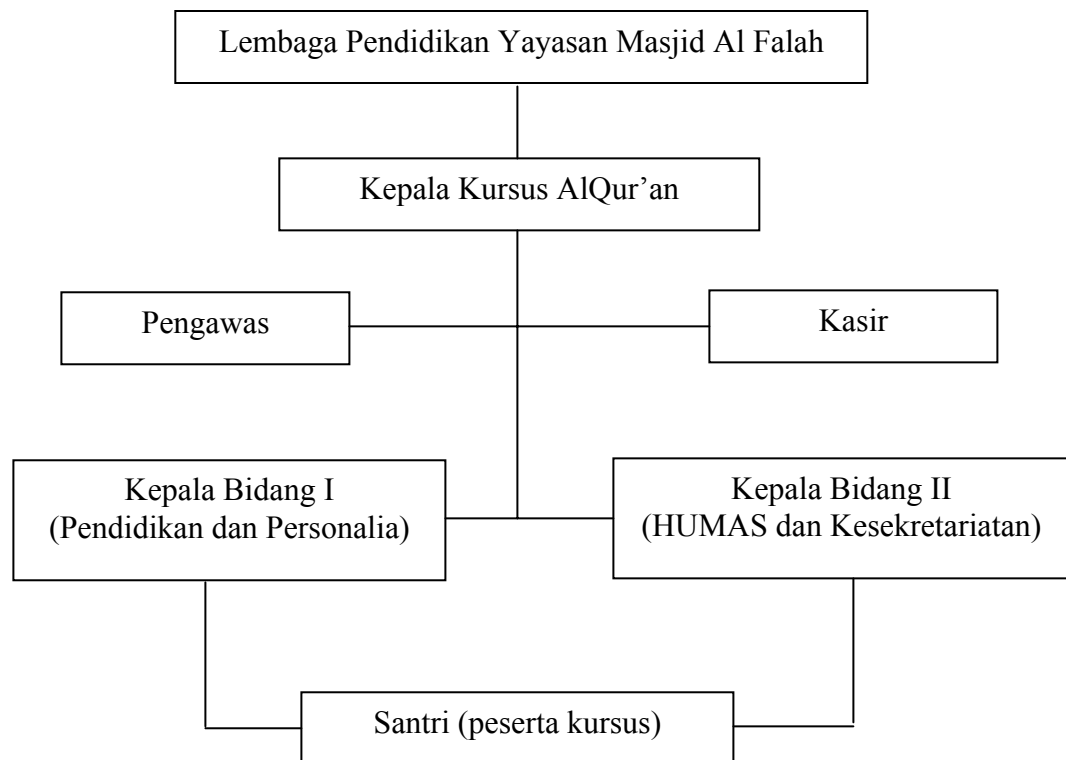 Lembaga Pendidikan Yayasan Masjid Al Falah
Kepala Kursus AlQur’an
Pengawas
Kasir
Kepala Bidang I
(Pendidikan dan Personalia)
Kepala Bidang II
(HUMAS dan Kesekretariatan)
Santri (peserta kursus)